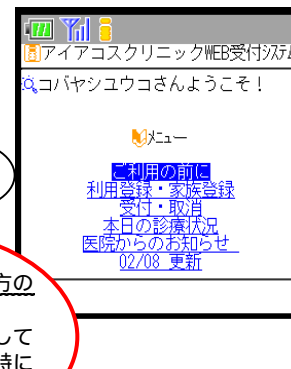 アイアコスクリニックWEB受付システム
コバヤシユウコさんようこそ！
メニュー
ご利用の前に
利用登録・家族登録
受付・取消
本日の診療状況
医院からのお知らせ
02/08 更新
方の
して
時に